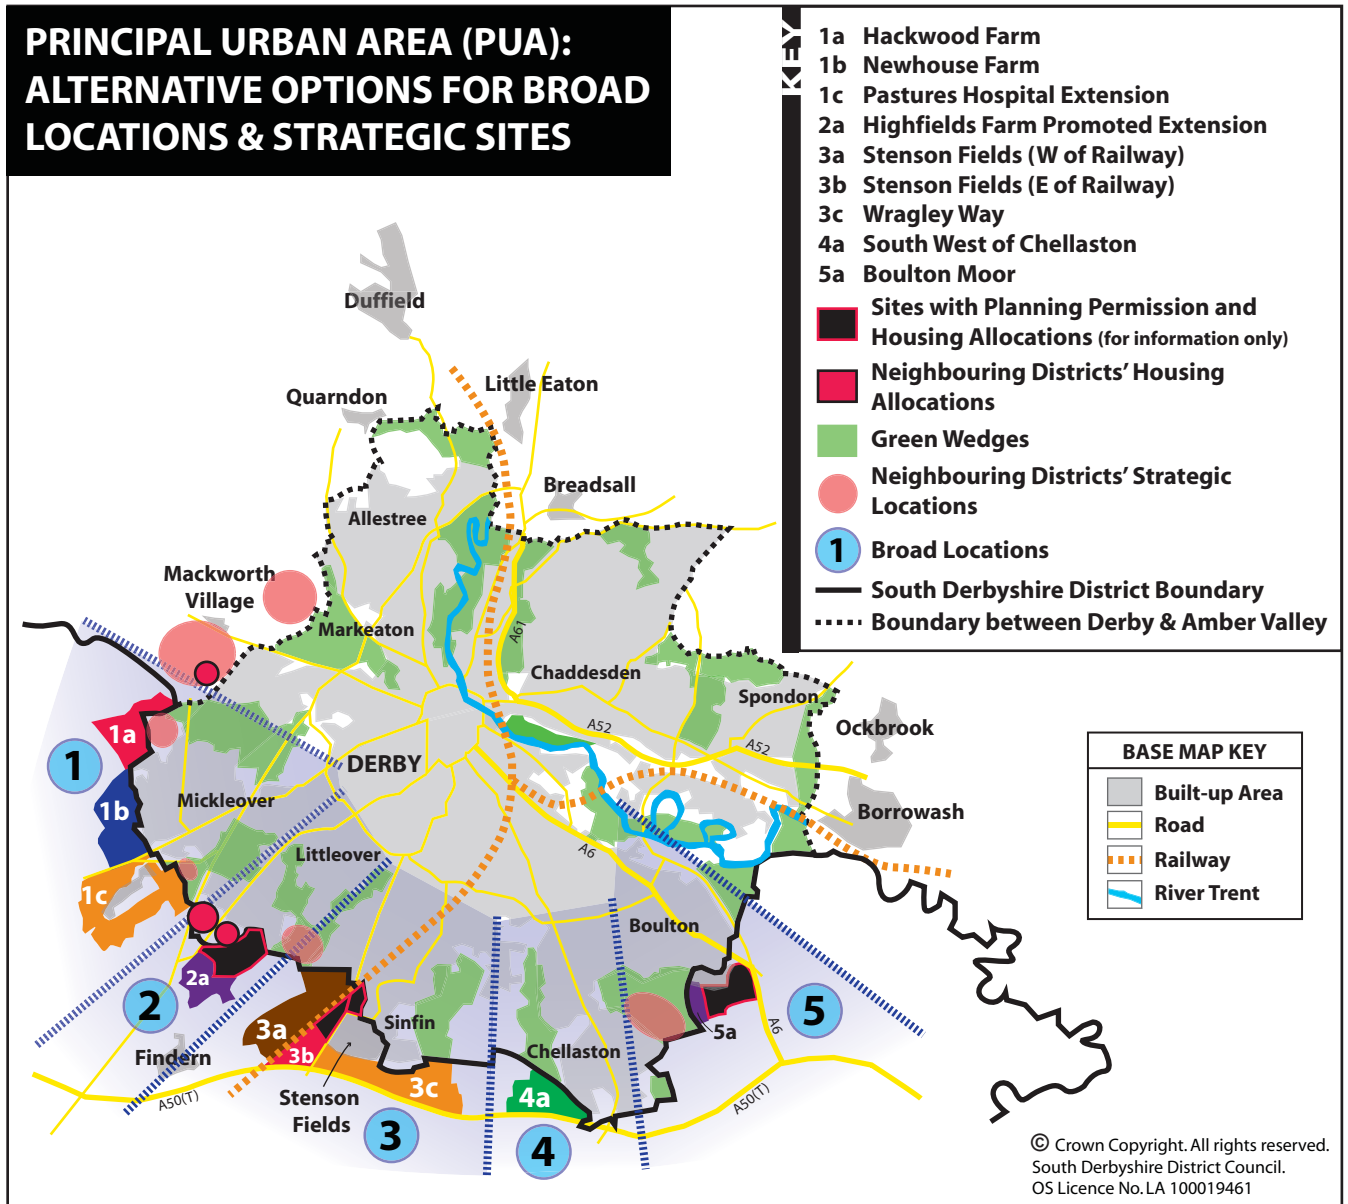 PRINCIPAL URBAN AREA (PUA):
ALTERNATIVE OPTIONS FOR BROAD
LOCATIONS & STRATEGIC SITES
KEY
1a Hackwood Farm
1b Newhouse Farm
1c Pastures Hospital Extension
2a Highfields Farm Promoted Extension
3a Stenson Fields (W of Railway)
3b Stenson Fields (E of Railway)
3c Wragley Way
4a South West of Chellaston
5a Boulton Moor
Sites with Planning Permission and
Housing Allocations (for information only)
Neighbouring Districts' Housing
Allocations
Green Wedges
Neighbouring Districts' Strategic
Locations
1 Broad Locations
South Derbyshire District Boundary
Boundary between Derby & Amber Valley
Duffield
Little Eaton
Quarndon
Breadsall
Allestree
Mackworth
Village
Markeaton
A61
Chaddesden
Spondon
Ockbrook
A52
A52
1a
1
DERBY
Mickleover
1b
Littleover
A6
Borrowash
1c
Boulton
2a
2
3a
Sinfin
5a
5
A6
Findern
3b
Chellaston
3c
4a
A50(T)
Stenson
Fields
A50(T)
3
4
BASE MAP KEY
Built-up Area
Road
Railway
River Trent
© Crown Copyright. All rights reserved.
South Derbyshire District Council.
OS Licence No. LA 100019461